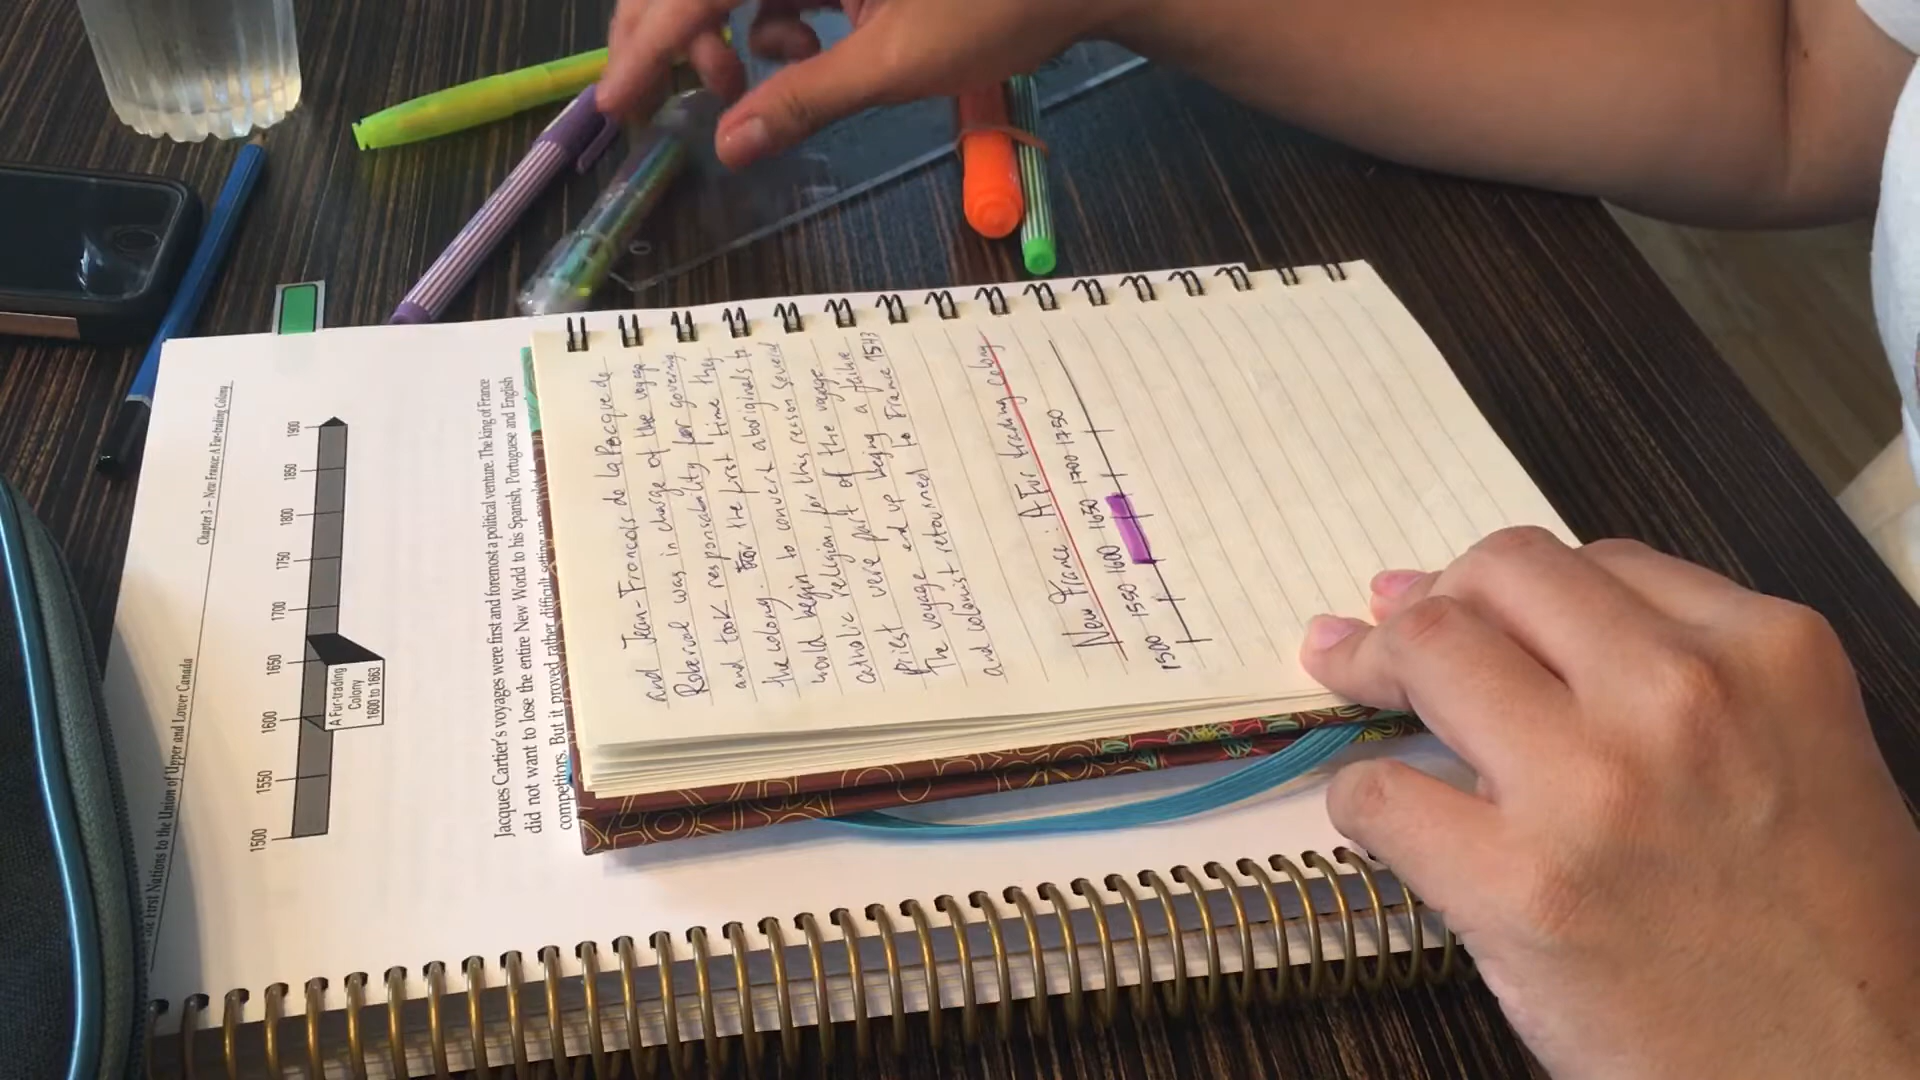 The First Nations to the Union of Upper and Lower Canada
Chapter 3 – New France: A Fur-trading Colony
1500 1550 1600 1650 1700 1750 1800 1850 1900
A Fur-trading
Colony
1600 to 1663
Jacques Cartier's voyages were first and foremost a political venture. The king of France
did not want to lose the entire New World to his Spanish, Portuguese and English
competitors. But it proved rather difficult setting up
and Jean-Francois de la Rocque de
Roberval was in charge of the voyage
and took responsability for governing
the colony. For the first time they
would begin to convert aboriginals to
catholic religion for this reason several
priest were part of the voyage
The voyage end up being a failure
and colonist retourned to France 1543
New France: A Fur trading colony
1500 1550 1600 1650 1700 1750